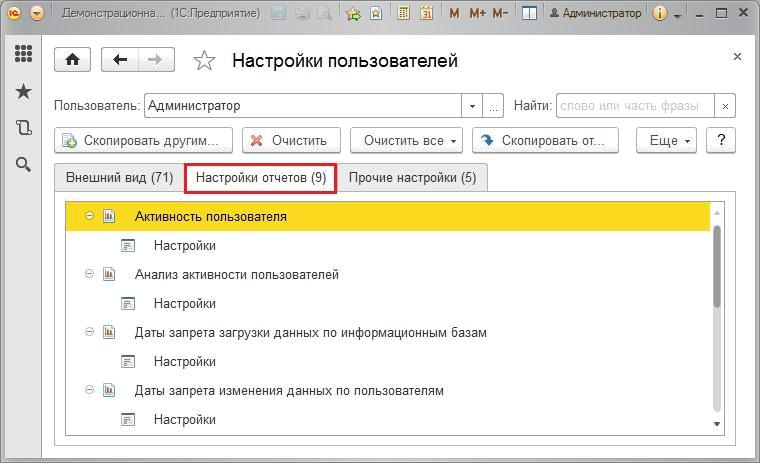 1С Демонстрационна... (1С:Предприятие) 31 M M+ M- Администратор i
Настройки пользователей
Пользователь: Администратор ... Найти: слово или часть фразы ×
Скопировать другим... Очистить Очистить все Скопировать от... Еще ?
Внешний вид (71) Настройки отчетов (9) Прочие настройки (5)
Активность пользователя
Настройки
Анализ активности пользователей
Настройки
Даты запрета загрузки данных по информационным базам
Настройки
Даты запрета изменения данных по пользователям
Настройки